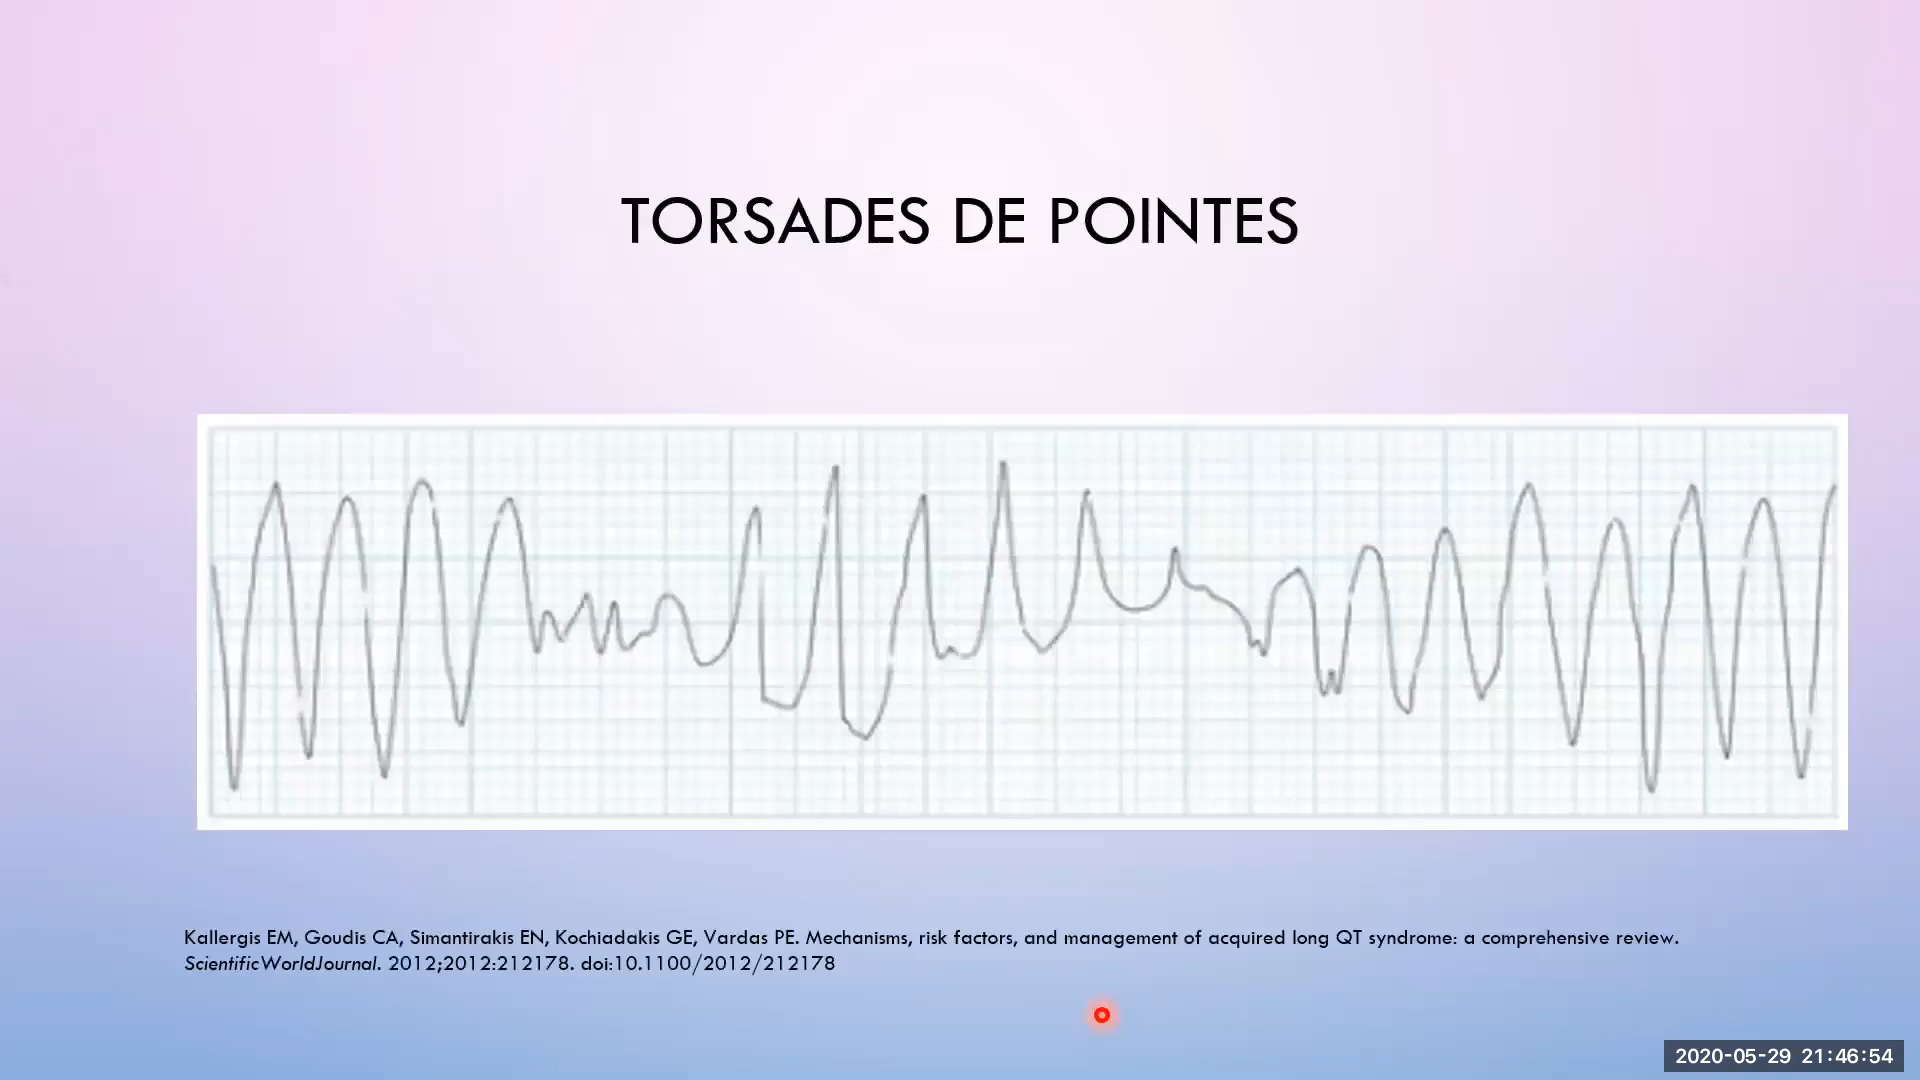 TORSADES DE POINTES
Kallergis EM, Goudis CA, Simantirakis EN, Kochiadakis GE, Vardas PE. Mechanisms, risk factors, and management of acquired long QT syndrome: a comprehensive review.
ScientificWorldJournal. 2012;2012:212178. doi:10.1100/2012/212178
2020-05-29 21:46:54